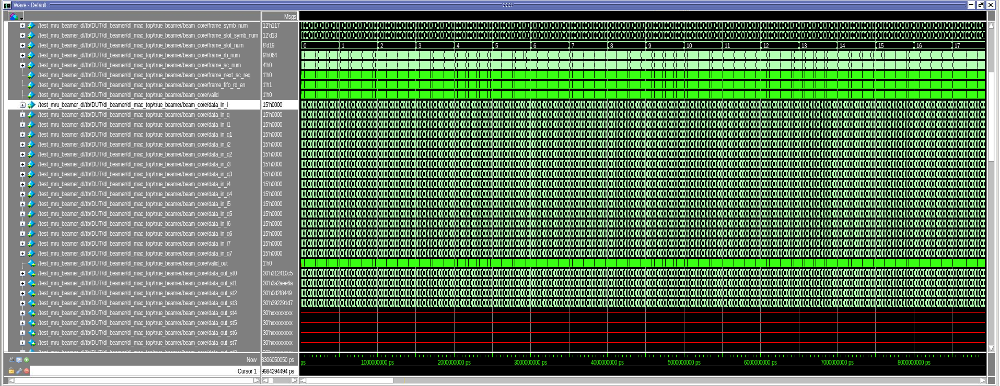 Wave - Default
Msgs
/test_mru_beamer_dl/tb/DUT/dl_beamer/dl_mac_top/true_beamer/beam_core/frame_symb_num 12'h117
/test_mru_beamer_dl/tb/DUT/dl_beamer/dl_mac_top/true_beamer/beam_core/frame_slot_symb_num 12'd13
/test_mru_beamer_dl/tb/DUT/dl_beamer/dl_mac_top/true_beamer/beam_core/frame_slot_num 8'd19 0 1 2 3 4 5 6 7 8 9 10 11 12 13 14 15 16 17
/test_mru_beamer_dl/tb/DUT/dl_beamer/dl_mac_top/true_beamer/beam_core/frame_rb_num 9'h064
/test_mru_beamer_dl/tb/DUT/dl_beamer/dl_mac_top/true_beamer/beam_core/frame_sc_num 4'h0
/test_mru_beamer_dl/tb/DUT/dl_beamer/dl_mac_top/true_beamer/beam_core/frame_next_sc_req 1'h0
/test_mru_beamer_dl/tb/DUT/dl_beamer/dl_mac_top/true_beamer/beam_core/frame_fifo_rd_en 1'h1
/test_mru_beamer_dl/tb/DUT/dl_beamer/dl_mac_top/true_beamer/beam_core/valid 1'h0
/test_mru_beamer_dl/tb/DUT/dl_beamer/dl_mac_top/true_beamer/beam_core/data_in_i 15'h0000
/test_mru_beamer_dl/tb/DUT/dl_beamer/dl_mac_top/true_beamer/beam_core/data_in_q 15'h0000
/test_mru_beamer_dl/tb/DUT/dl_beamer/dl_mac_top/true_beamer/beam_core/data_in_i1 15'h0000
/test_mru_beamer_dl/tb/DUT/dl_beamer/dl_mac_top/true_beamer/beam_core/data_in_q1 15'h0000
/test_mru_beamer_dl/tb/DUT/dl_beamer/dl_mac_top/true_beamer/beam_core/data_in_i2 15'h0000
/test_mru_beamer_dl/tb/DUT/dl_beamer/dl_mac_top/true_beamer/beam_core/data_in_q2 15'h0000
/test_mru_beamer_dl/tb/DUT/dl_beamer/dl_mac_top/true_beamer/beam_core/data_in_i3 15'h0000
/test_mru_beamer_dl/tb/DUT/dl_beamer/dl_mac_top/true_beamer/beam_core/data_in_q3 15'h0000
/test_mru_beamer_dl/tb/DUT/dl_beamer/dl_mac_top/true_beamer/beam_core/data_in_i4 15'h0000
/test_mru_beamer_dl/tb/DUT/dl_beamer/dl_mac_top/true_beamer/beam_core/data_in_q4 15'h0000
/test_mru_beamer_dl/tb/DUT/dl_beamer/dl_mac_top/true_beamer/beam_core/data_in_i5 15'h0000
/test_mru_beamer_dl/tb/DUT/dl_beamer/dl_mac_top/true_beamer/beam_core/data_in_q5 15'h0000
/test_mru_beamer_dl/tb/DUT/dl_beamer/dl_mac_top/true_beamer/beam_core/data_in_i6 15'h0000
/test_mru_beamer_dl/tb/DUT/dl_beamer/dl_mac_top/true_beamer/beam_core/data_in_q6 15'h0000
/test_mru_beamer_dl/tb/DUT/dl_beamer/dl_mac_top/true_beamer/beam_core/data_in_i7 15'h0000
/test_mru_beamer_dl/tb/DUT/dl_beamer/dl_mac_top/true_beamer/beam_core/data_in_q7 15'h0000
/test_mru_beamer_dl/tb/DUT/dl_beamer/dl_mac_top/true_beamer/beam_core/valid_out 1'h0
/test_mru_beamer_dl/tb/DUT/dl_beamer/dl_mac_top/true_beamer/beam_core/data_out_st0 30'h312410c5
/test_mru_beamer_dl/tb/DUT/dl_beamer/dl_mac_top/true_beamer/beam_core/data_out_st1 30'h3a2aee6a
/test_mru_beamer_dl/tb/DUT/dl_beamer/dl_mac_top/true_beamer/beam_core/data_out_st2 30'h0d2f8449
/test_mru_beamer_dl/tb/DUT/dl_beamer/dl_mac_top/true_beamer/beam_core/data_out_st3 30'h392291d7
/test_mru_beamer_dl/tb/DUT/dl_beamer/dl_mac_top/true_beamer/beam_core/data_out_st4 30'hxxxxxxxx
/test_mru_beamer_dl/tb/DUT/dl_beamer/dl_mac_top/true_beamer/beam_core/data_out_st5 30'hxxxxxxxx
/test_mru_beamer_dl/tb/DUT/dl_beamer/dl_mac_top/true_beamer/beam_core/data_out_st6 30'hxxxxxxxx
/test_mru_beamer_dl/tb/DUT/dl_beamer/dl_mac_top/true_beamer/beam_core/data_out_st7 30'hxxxxxxxx
Now 8306050050 ps ps 1000000000 ps 2000000000 ps 3000000000 ps 4000000000 ps 5000000000 ps 6000000000 ps 7000000000 ps 8000000000 ps
Cursor 1 9984294494 ps